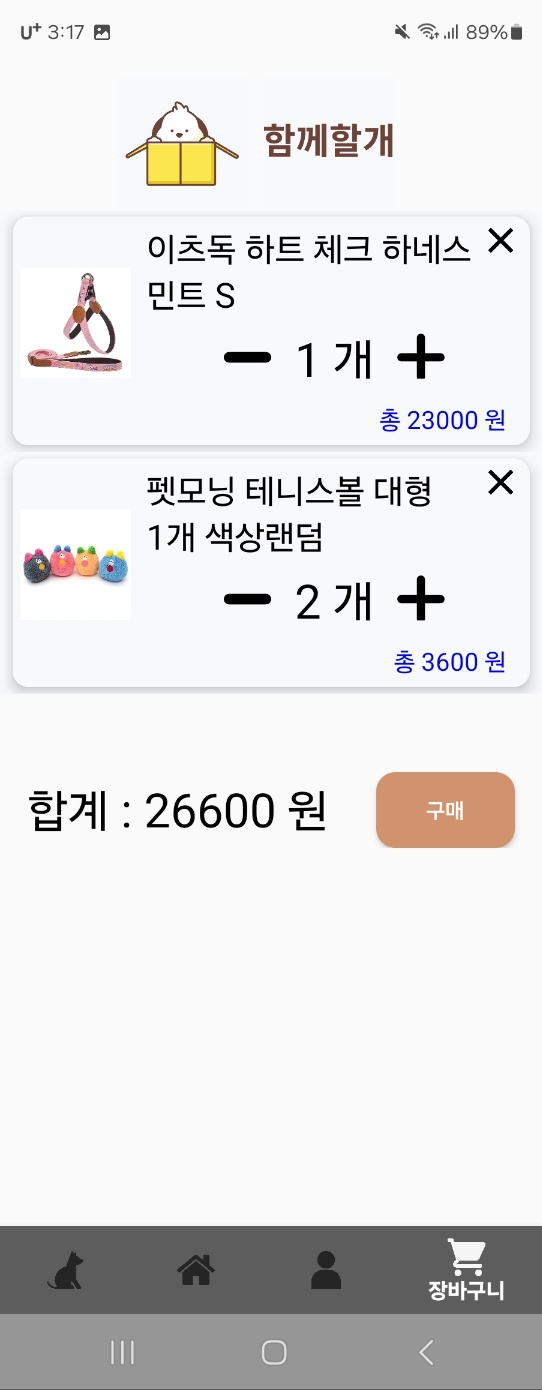 U+ 3:17 89%
함께할개
이츠독 하트 체크 하네스
민트 S
1 개
총 23000 원
펫모닝 테니스볼 대형
1개 색상랜덤
2 개
총 3600 원
합계 : 26600 원
구매
장바구니